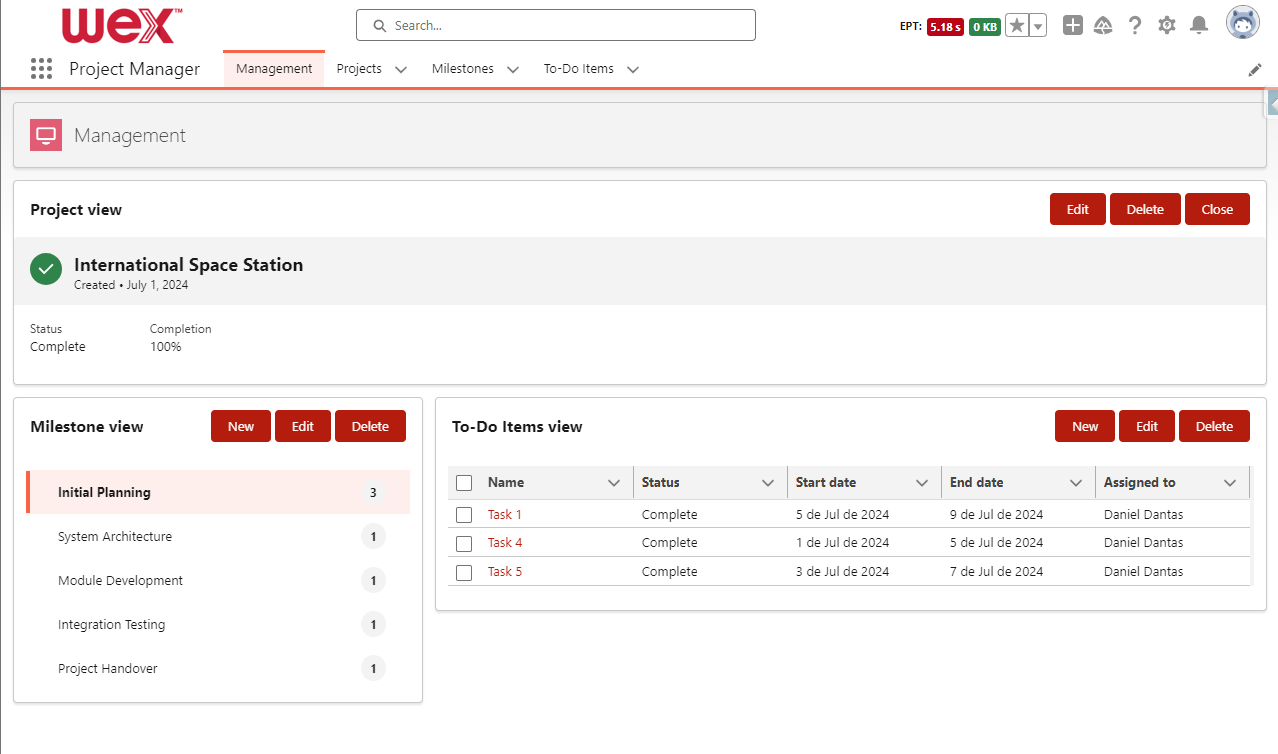 wex™
Search...
EPT: 5.18 s 0 KB
Project Manager
Management Projects Milestones To-Do Items
Management
Project view
Edit Delete Close
International Space Station
Created • July 1, 2024
Status Completion
Complete 100%
Milestone view
New Edit Delete
Initial Planning 3
System Architecture 1
Module Development 1
Integration Testing 1
Project Handover 1
To-Do Items view
New Edit Delete
Name Status Start date End date Assigned to
Task 1 Complete 5 de Jul de 2024 9 de Jul de 2024 Daniel Dantas
Task 4 Complete 1 de Jul de 2024 5 de Jul de 2024 Daniel Dantas
Task 5 Complete 3 de Jul de 2024 7 de Jul de 2024 Daniel Dantas